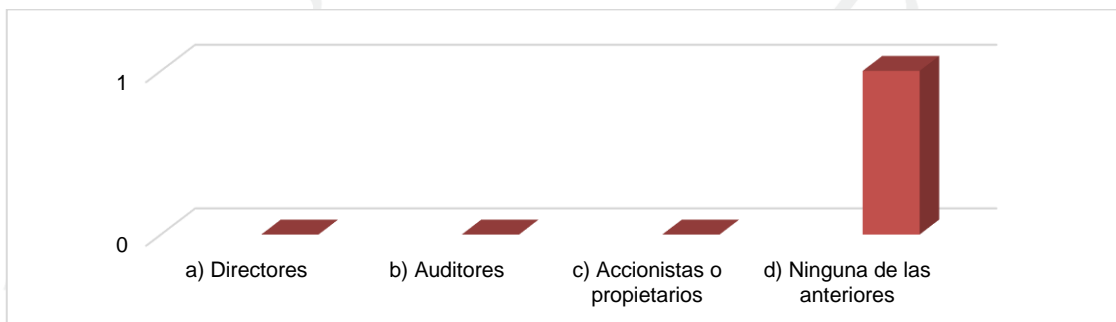 1
0
a) Directores
b) Auditores
c) Accionistas o
propietarios
d) Ninguna de las
anteriores